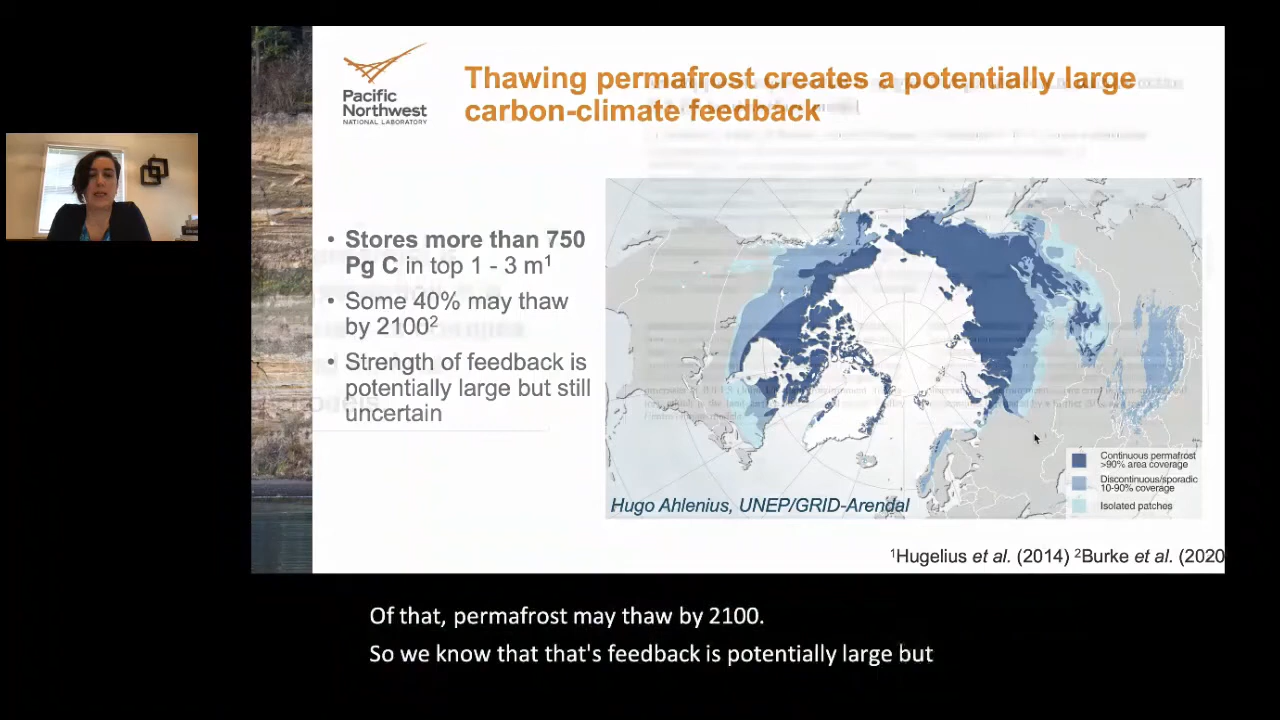 Pacific
Northwest
NATIONAL LABORATORY
Thawing permafrost creates a potentially large
carbon-climate feedback
• Stores more than 750
Pg C in top 1 - 3 m¹
• Some 40% may thaw
by 2100²
• Strength of feedback is
potentially large but still
uncertain
Continuous permafrost
>90% area coverage
Discontinuous/sporadic
10-90% coverage
Isolated patches
Hugo Ahlenius, UNEP/GRID-Arendal
¹Hugelius et al. (2014) ²Burke et al. (2020
Of that, permafrost may thaw by 2100.
So we know that that's feedback is potentially large but